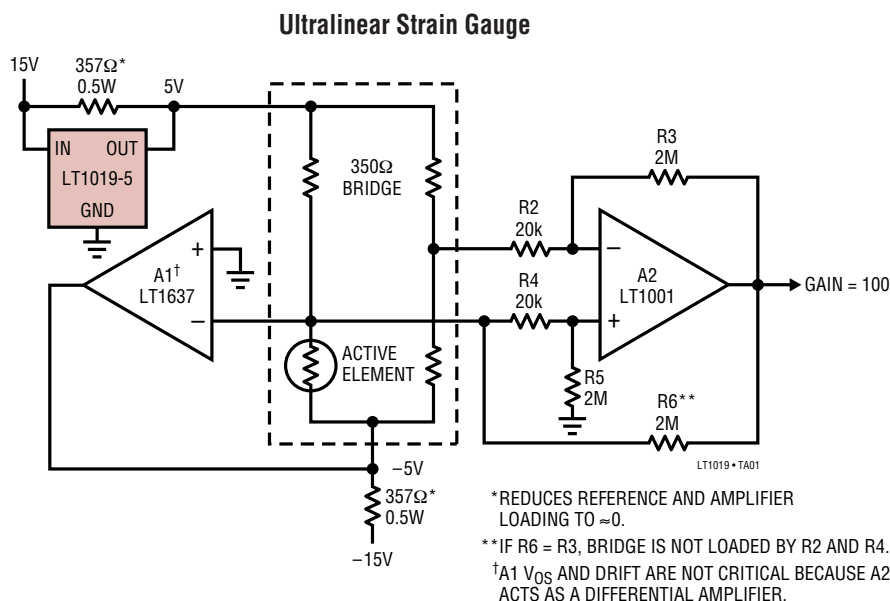 Ultralinear Strain Gauge
15V
357Ω*
0.5W
5V
IN OUT
LT1019-5
GND
350Ω
BRIDGE
R3
2M
R2
20k
+
A1†
LT1637
–
–
A2
LT1001
+
GAIN = 100
R4
20k
ACTIVE
ELEMENT
R5
2M
R6**
2M
LT1019 • TA01
–5V
357Ω*
0.5W
–15V
*REDUCES REFERENCE AND AMPLIFIER
LOADING TO ≈0.
**IF R6 = R3, BRIDGE IS NOT LOADED BY R2 AND R4.
†A1 VOS AND DRIFT ARE NOT CRITICAL BECAUSE A2
ACTS AS A DIFFERENTIAL AMPLIFIER.